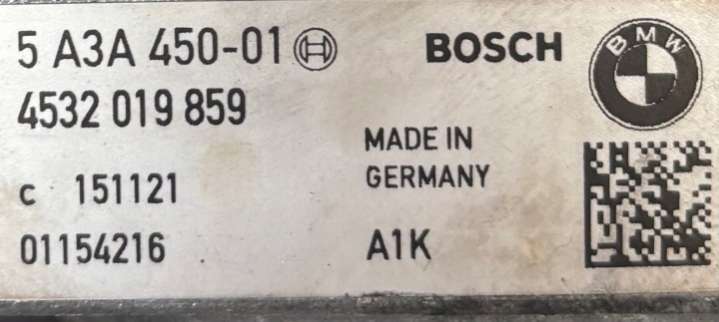 5 A3A 450-01
BOSCH
BMW
4532 019 859
MADE IN
GERMANY
c 151121
01154216
A1K